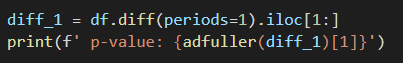 diff_1 = df.diff(periods=1).iloc[1:]
print(f' p-value: {adfuller(diff_1)[1]}')